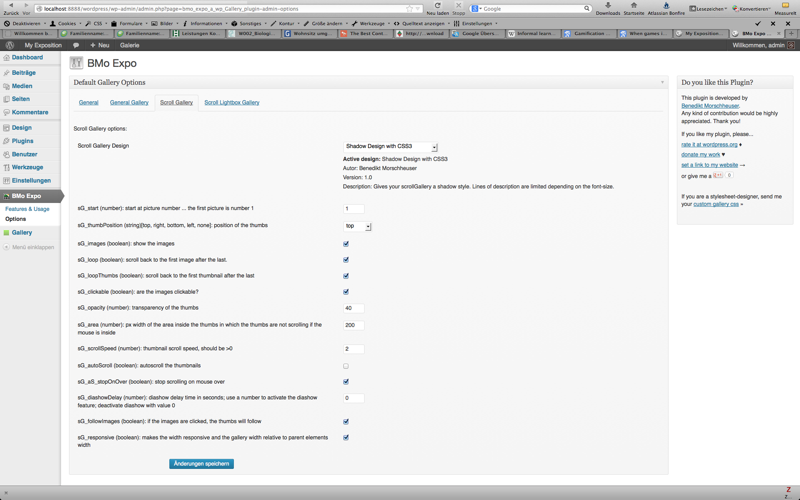 localhost:8888/wordpress/wp-admin/admin.php?page=bmo_expo_a_wp_Gallery_plugin-admin-options
Google
Zurück Vor
Neu laden Stopp
Downloads Startseite Atlassian Bonfire
Lesezeichen Konvertieren MeasureIt
Deaktivieren Cookies CSS Formulare Bilder Informationen Sonstiges Kontur Größe ändern Werkzeuge Quelltext anzeigen Einstellungen
Willkommen b Familienname: Leistungen Ko W002_Biologi Wohnsitz umge The Best Cont Google Übers Informal learn Gamification When games i My Exposition BMo Expo
My Exposition
+ Neu
Galerie
Willkommen, admin
Dashboard
Beiträge
Medien
Seiten
Kommentare
Design
Plugins
Benutzer
Werkzeuge
Einstellungen
BMo Expo
Features & Usage
Options
Gallery
Menü einklappen
BMo Expo
Default Gallery Options
General
General Gallery
Scroll Gallery
Scroll Lightbox Gallery
Scroll Gallery options:
Scroll Gallery Design
Shadow Design with CSS3
Active design: Shadow Design with CSS3
Autor: Benedikt Morschheuser
Version: 1.0
Description: Gives your scrollGallery a shadow style. Lines of description are limited depending on the font-size.
sG_start (number): start at picture number ... the first picture is number 1
1
sG_thumbPosition (string)[top, right, bottom, left, none]: position of the thumbs
top
sG_images (boolean): show the images
sG_loop (boolean): scroll back to the first image after the last.
sG_loopThumbs (boolean): scroll back to the first thumbnail after the last
sG_clickable (boolean): are the images clickable?
sG_opacity (number): transparency of the thumbs
40
sG_area (number): px width of the area inside the thumbs in which the thumbs are not scrolling if the
mouse is inside
200
sG_scrollSpeed (number): thumbnail scroll speed, should be >0
2
sG_autoScroll (boolean): autoscroll the thumbnails
sG_aS_stopOnOver (boolean): stop scrolling on mouse over
sG_diashowDelay (number): diashow delay time in seconds; use a number to activate the diashow
feature; deactivate diashow with value 0
0
sG_followImages (boolean): if the images are clicked, the thumbs will follow
sG_responsive (boolean): makes the width responsive and the gallery width relative to parent elements
width
Änderungen speichern
Do you like this Plugin?
This plugin is developed by
Benedikt Morschheuser.
Any kind of contribution would be highly
appreciated. Thank you!
If you like my plugin, please...
rate it at wordpress.org
donate my work ♥
set a link to my website →
or give me a +1 0
If you are a stylesheet-designer, send me
your custom gallery css